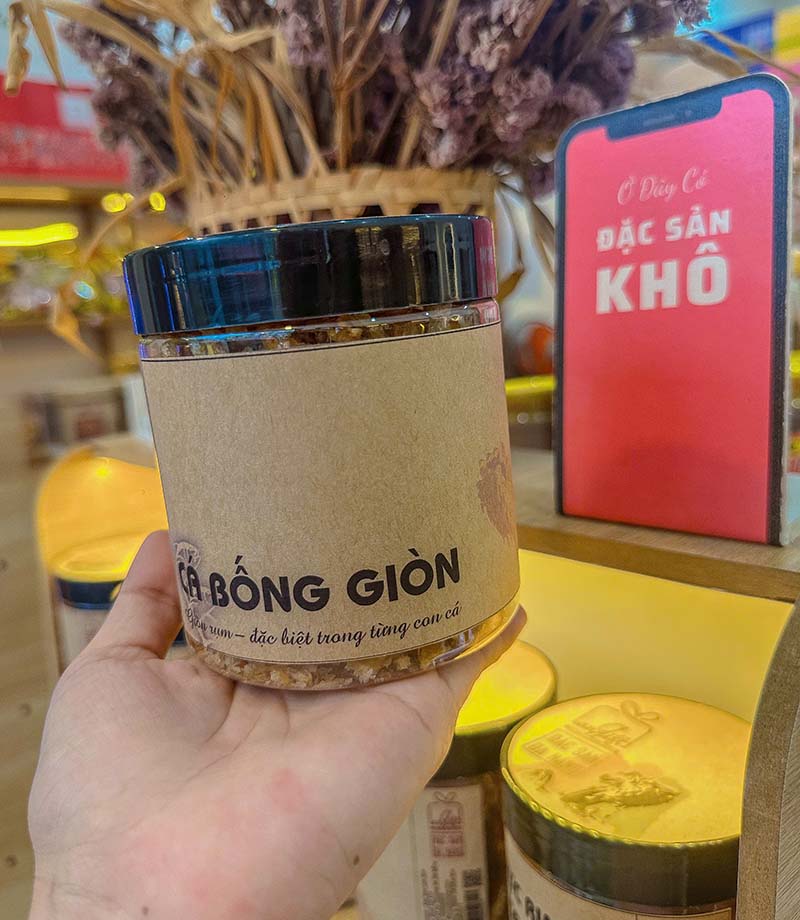 Ở Đây Có
ĐẶC SẢN
KHÔ
CÁ BỐNG GIÒN
Giòn rụm – đặc biệt trong từng con cá